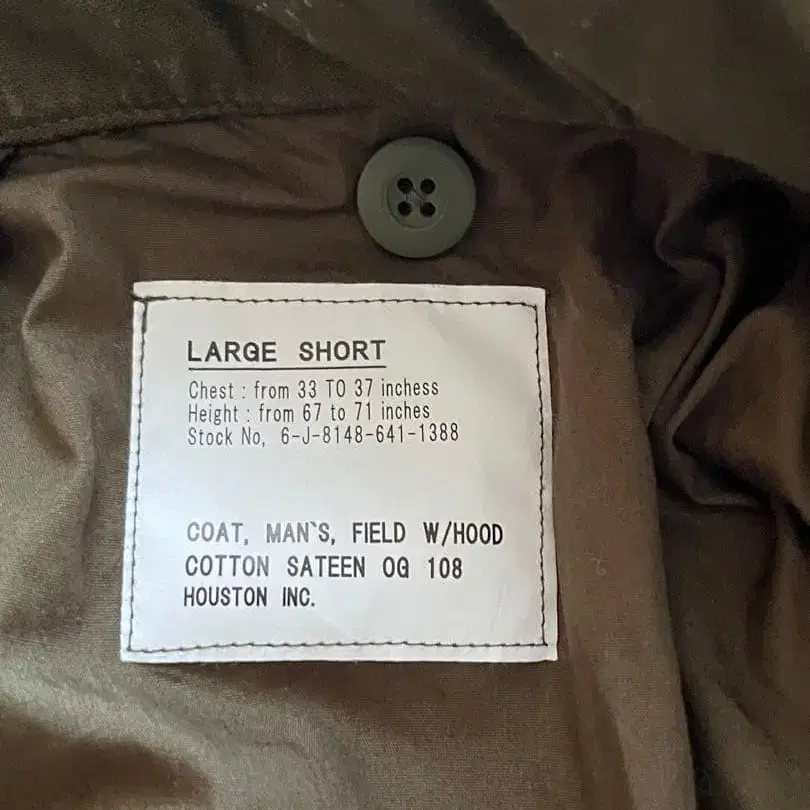 LARGE SHORT
Chest : from 33 TO 37 inchess
Height : from 67 to 71 inches
Stock No, 6-J-8148-641-1388
COAT, MAN`S, FIELD W/HOOD
COTTON SATEEN OG 108
HOUSTON INC.